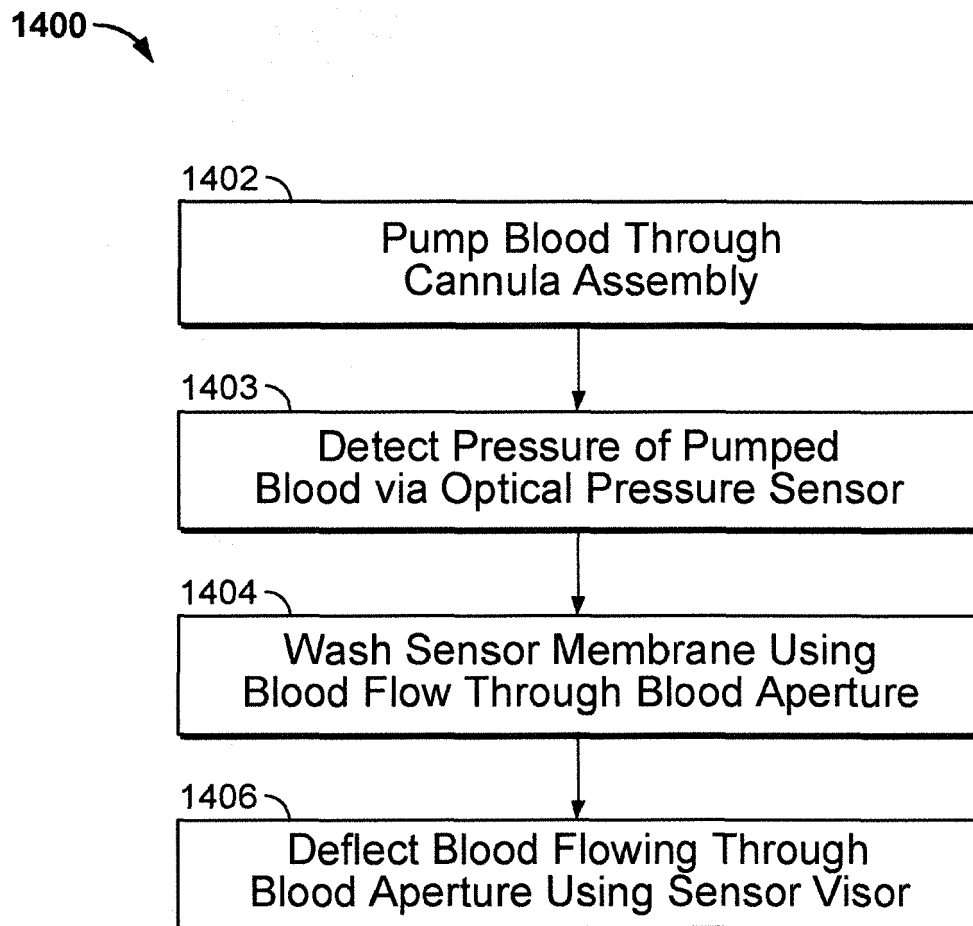 1400
1402
Pump Blood Through
Cannula Assembly
1403
Detect Pressure of Pumped
Blood via Optical Pressure Sensor
1404
Wash Sensor Membrane Using
Blood Flow Through Blood Aperture
1406
Deflect Blood Flowing Through
Blood Aperture Using Sensor Visor